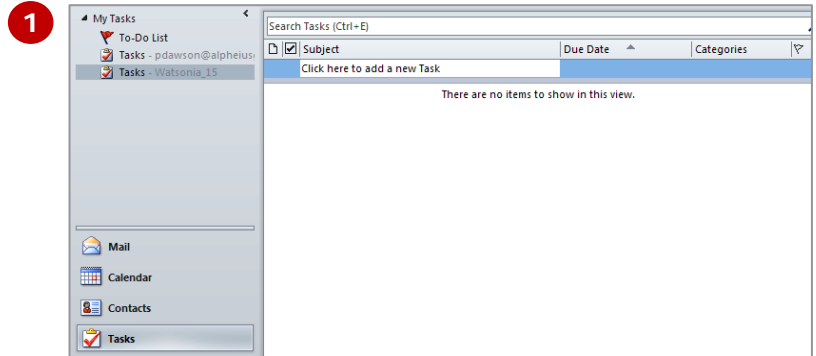 1
My Tasks
To-Do List
Tasks - pdawson@alpheius
Tasks - Watsonia_15
Mail
Calendar
Contacts
Tasks
Search Tasks (Ctrl+E)
Subject Due Date Categories
Click here to add a new Task
There are no items to show in this view.